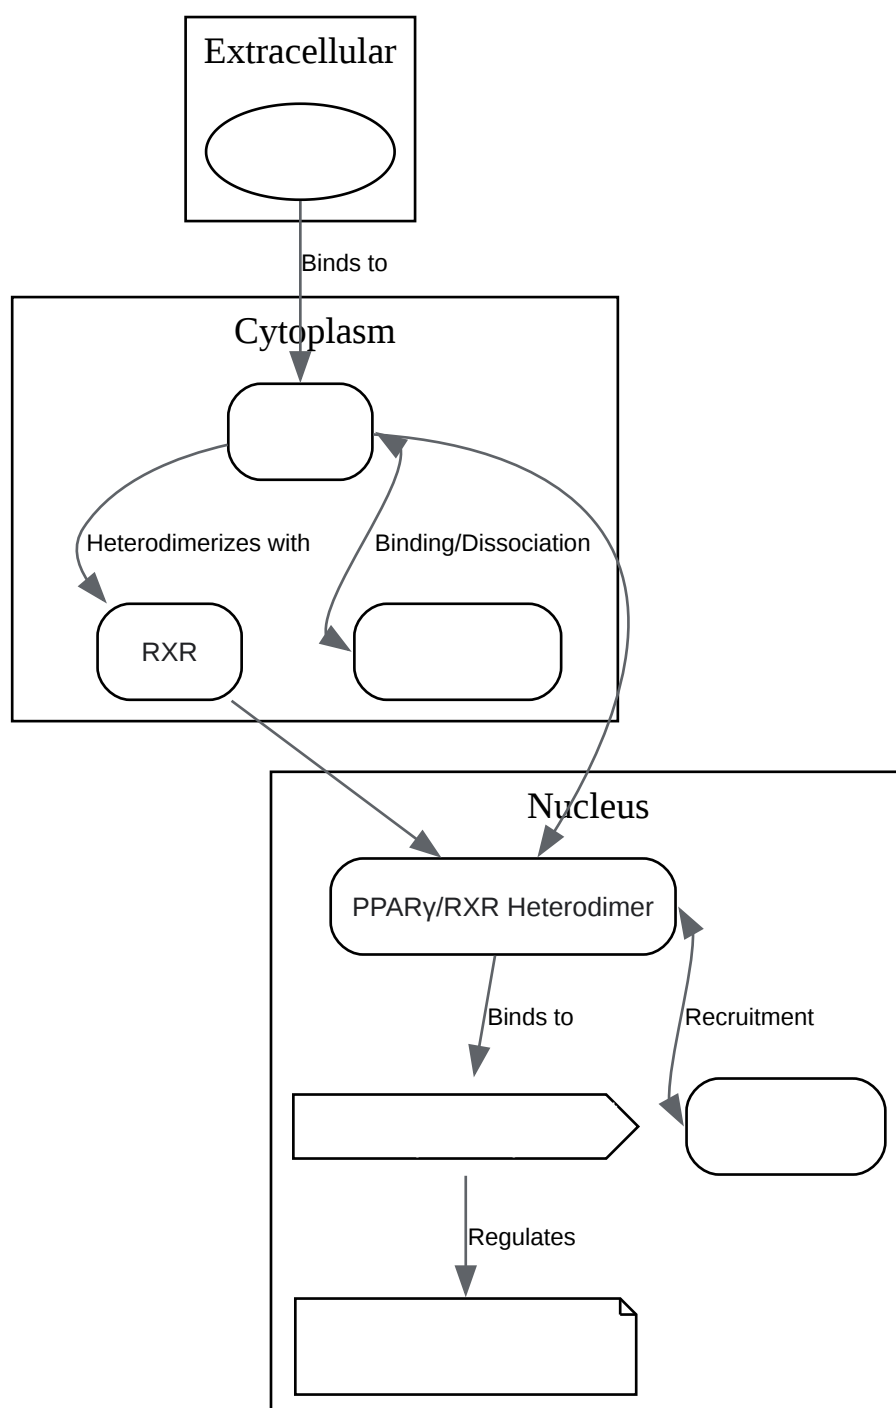 Extracellular
Binds to
Cytoplasm
Heterodimerizes with
Binding/Dissociation
RXR
Nucleus
PPARγ/RXR Heterodimer
Binds to
Recruitment
Regulates